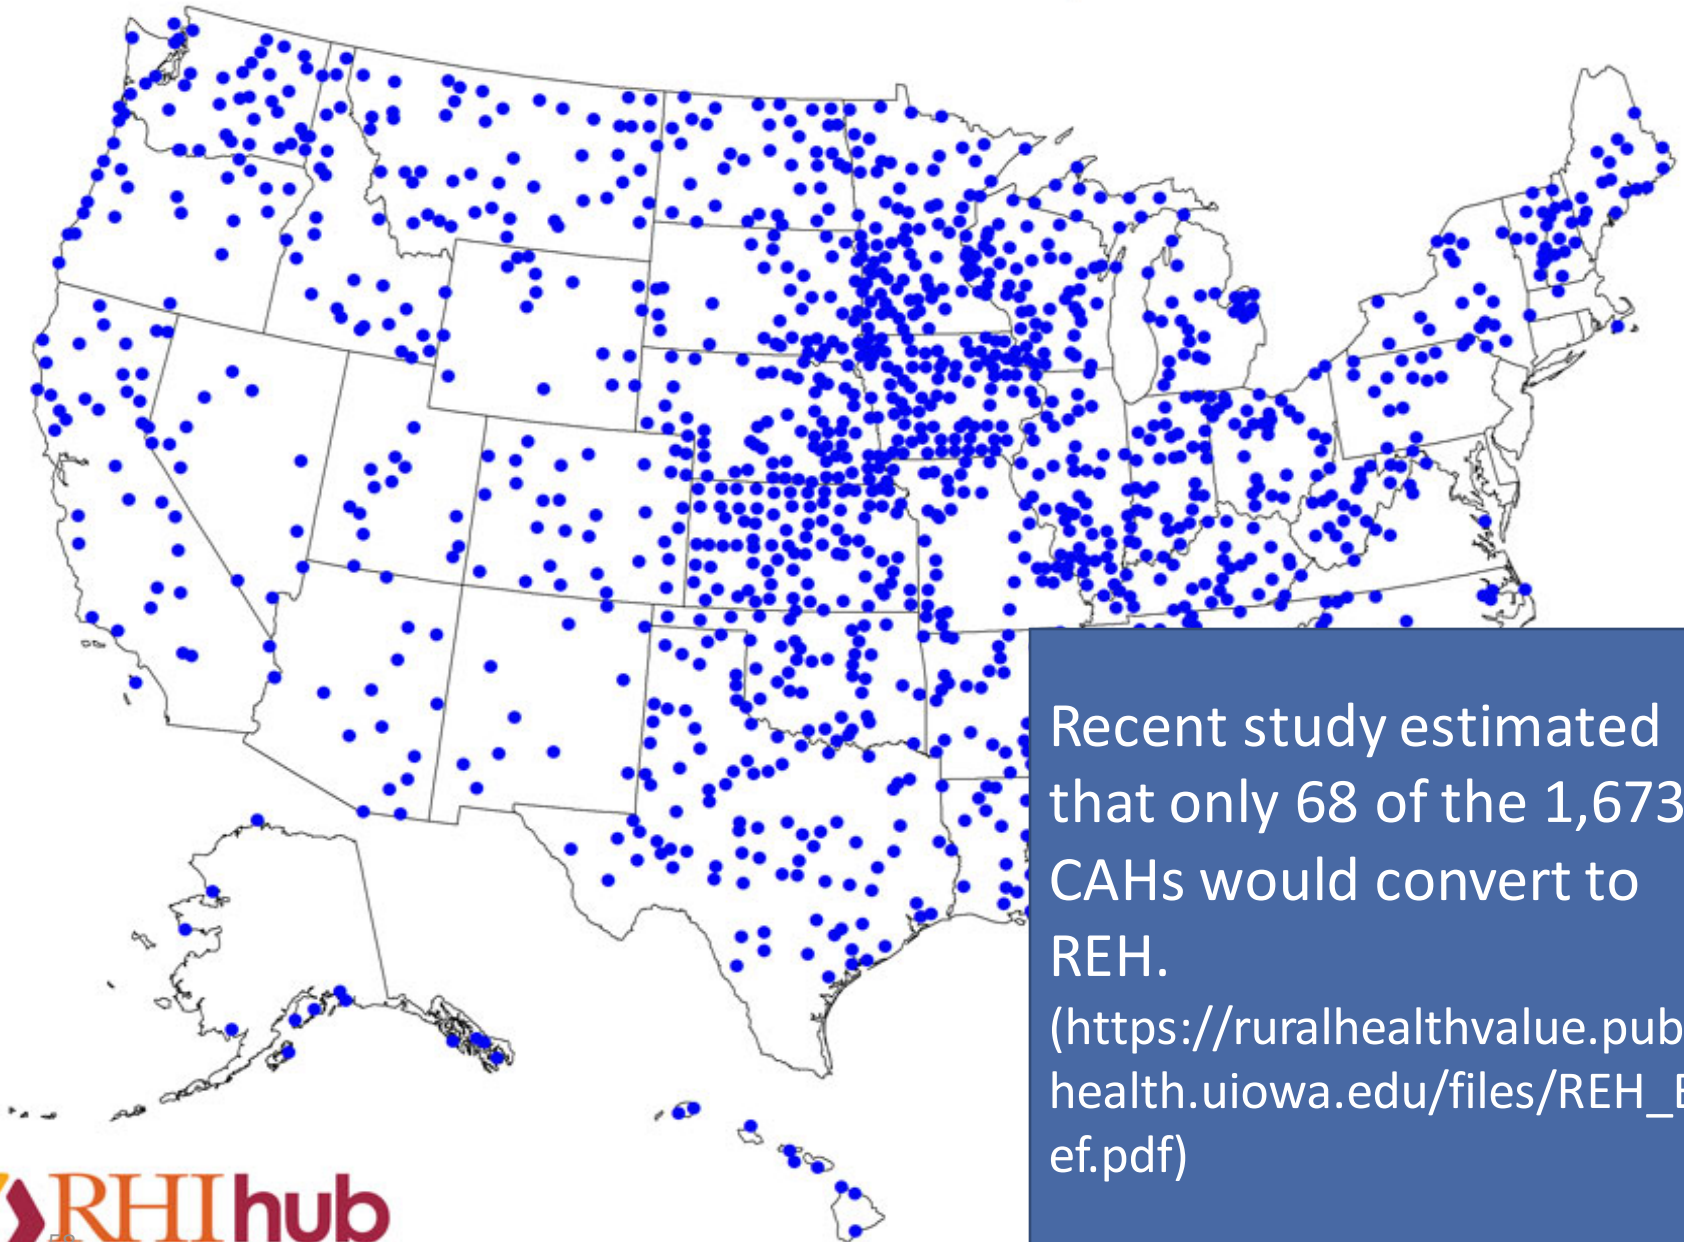 Recent study estimated
that only 68 of the 1,673
CAHs would convert to
REH.
(https://ruralhealthvalue.pub
health.uiowa.edu/files/REH_
ef.pdf)
RHIhub